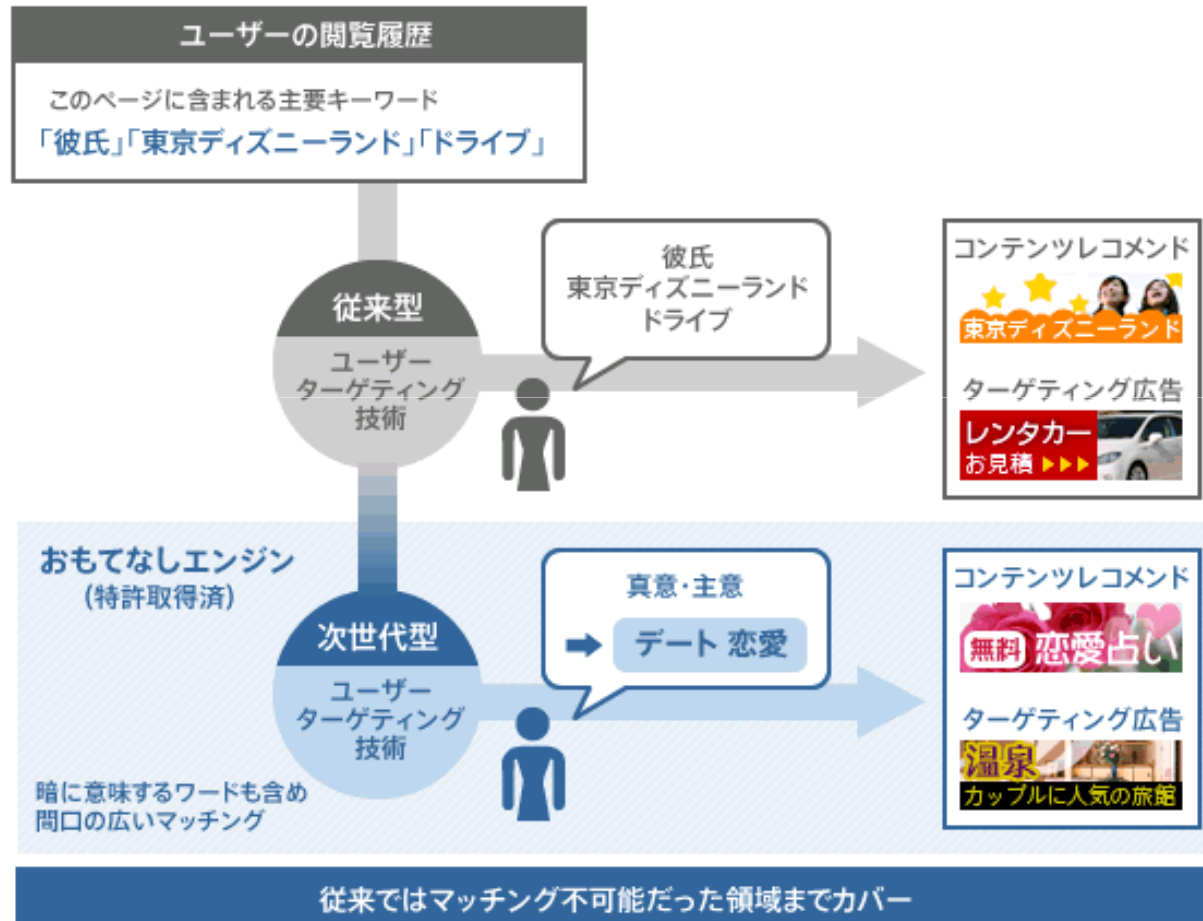 ユーザーの閲覧履歴
このページに含まれる主要キーワード
「彼氏」「東京ディズニーランド」「ドライブ」
従来型
ユーザー
ターゲティング
技術
彼氏
東京ディズニーランド
ドライブ
コンテンツレコメンド
東京ディズニーランド
ターゲティング広告
レンタカー
お見積
おもてなしエンジン
(特許取得済)
次世代型
ユーザー
ターゲティング
技術
暗に意味するワードも含め
間口の広いマッチング
真意・主意
デート 恋愛
コンテンツレコメンド
無料 恋愛占い
ターゲティング広告
温泉
カップルに人気の旅館
従来ではマッチング不可能だった領域までカバー